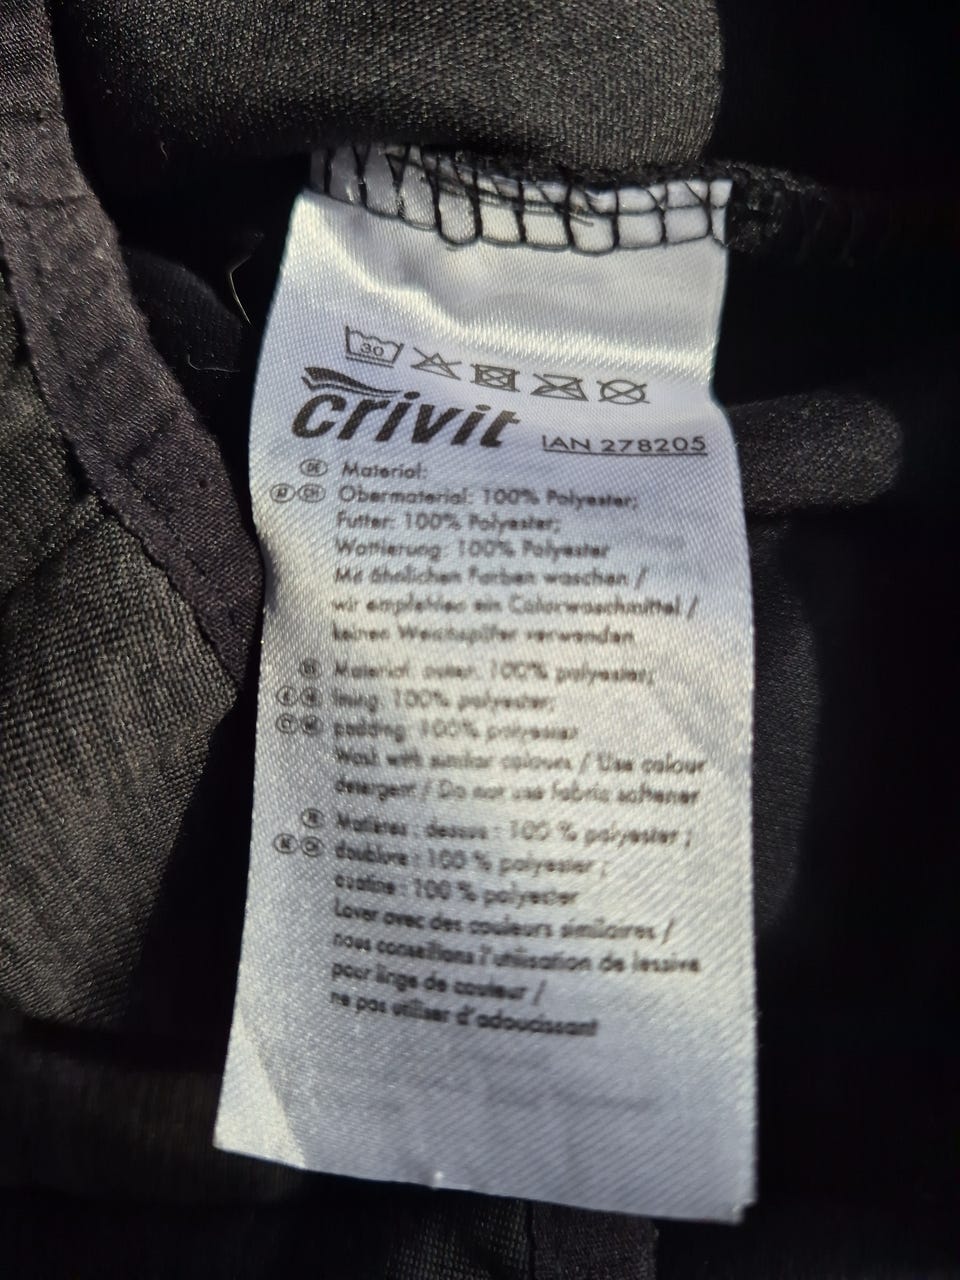 30
crivit
IAN 278205
DE Material:
AT CH Obermaterial: 100% Polyester;
Futter: 100% Polyester;
Wattierung: 100% Polyester
Mit ähnlichen Farben waschen /
wir empfehlen ein Colorwaschmittel /
keinen Weichspüler verwenden
Material: outer: 100% polyester;
lining: 100% polyester;
padding: 100% polyester
Wash with similar colours / Use colour
detergent / Do not use fabric softener
Matières : dessus : 100 % polyester ;
doublure : 100 % polyester ;
ouatine : 100 % polyester
Laver avec des couleurs similaires /
nous conseillons l'utilisation de lessive
pour linge de couleur /
ne pas utiliser d'adoucissant